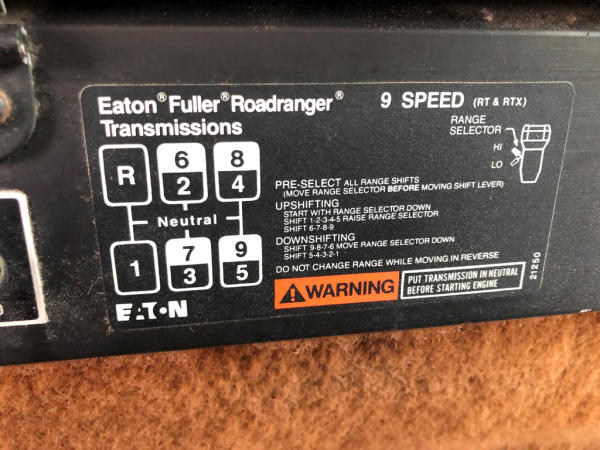 Eaton® Fuller® Roadranger® 9 SPEED (RT & RTX)
Transmissions
RANGE
SELECTOR
HI
LO
R 6 8
2 4
Neutral
1 7 9
3 5
PRE-SELECT ALL RANGE SHIFTS
(MOVE RANGE SELECTOR BEFORE MOVING SHIFT LEVER)
UPSHIFTING
START WITH RANGE SELECTOR DOWN
SHIFT 1-2-3-4-5 RAISE RANGE SELECTOR
SHIFT 6-7-8-9
DOWNSHIFTING
SHIFT 9-8-7-6 MOVE RANGE SELECTOR DOWN
SHIFT 5-4-3-2-1
DO NOT CHANGE RANGE WHILE MOVING IN REVERSE
WARNING
PUT TRANSMISSION IN NEUTRAL
BEFORE STARTING ENGINE
21250
EATON